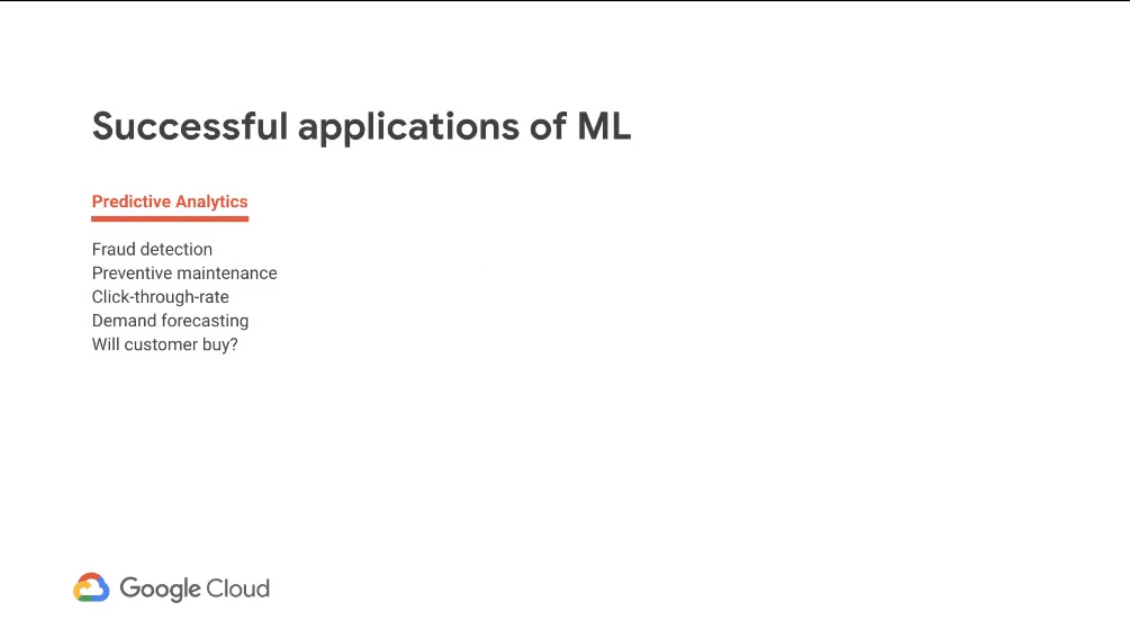 Successful applications of ML
Predictive Analytics
Fraud detection
Preventive maintenance
Click-through-rate
Demand forecasting
Will customer buy?
Google Cloud